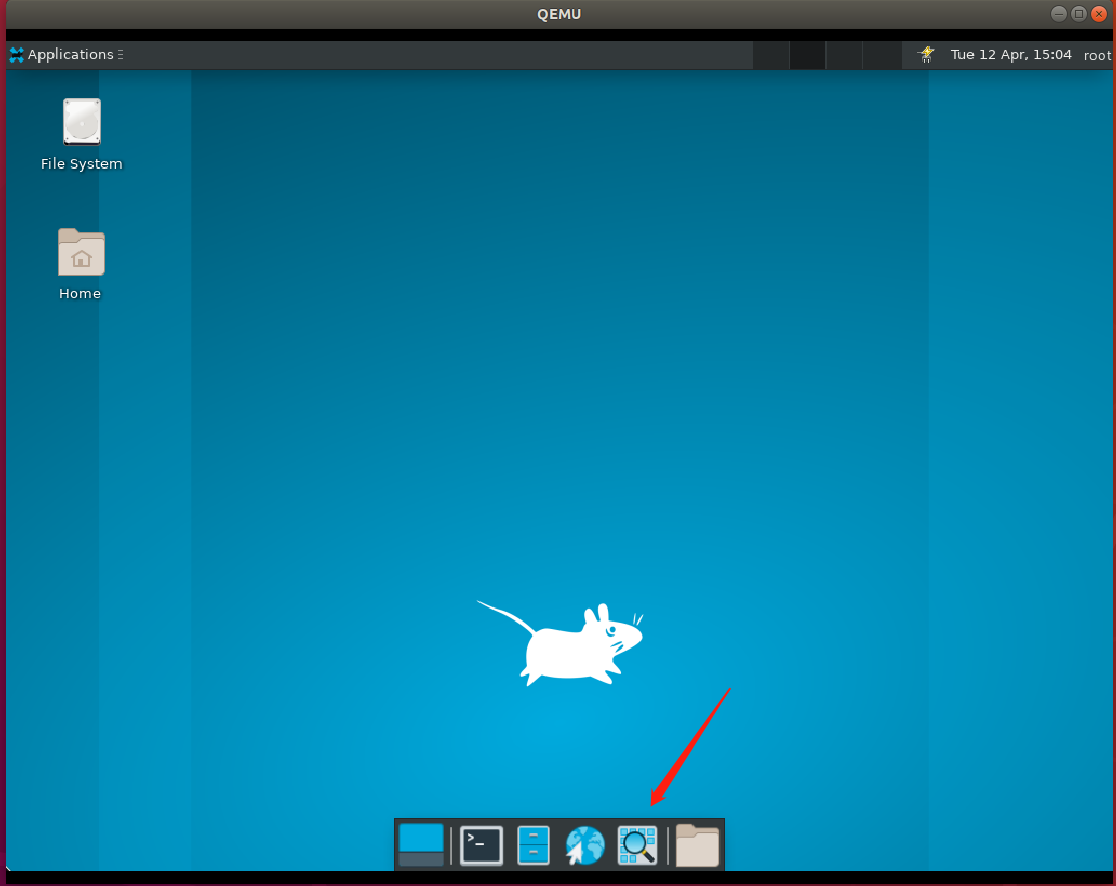 QEMU
Applications
Tue 12 Apr, 15:04
root
File System
Home
>_